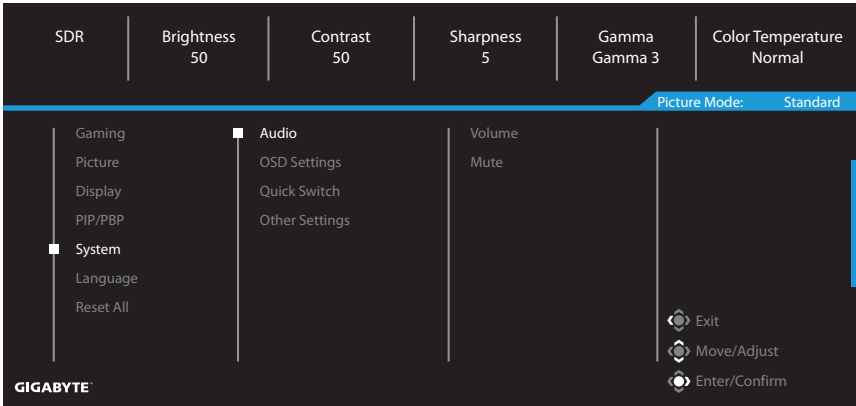 SDR
Brightness
50
Contrast
50
Sharpness
5
Gamma
Gamma 3
Color Temperature
Normal
Picture Mode: Standard
Gaming
Picture
Display
PIP/PBP
System
Language
Reset All
Audio
OSD Settings
Quick Switch
Other Settings
Volume
Mute
Exit
Move/Adjust
Enter/Confirm
GIGABYTE™